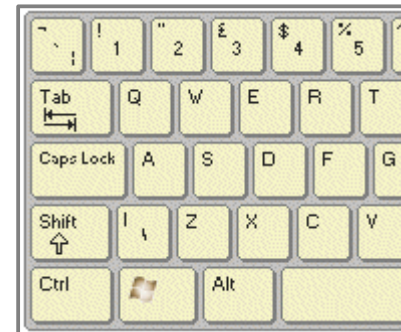 ¬ ` ¦ ! 1 " 2 £ 3 $ 4 % 5
Tab Q W E R T
Caps Lock A S D F G
Shift | \ Z X C V
Ctrl Alt